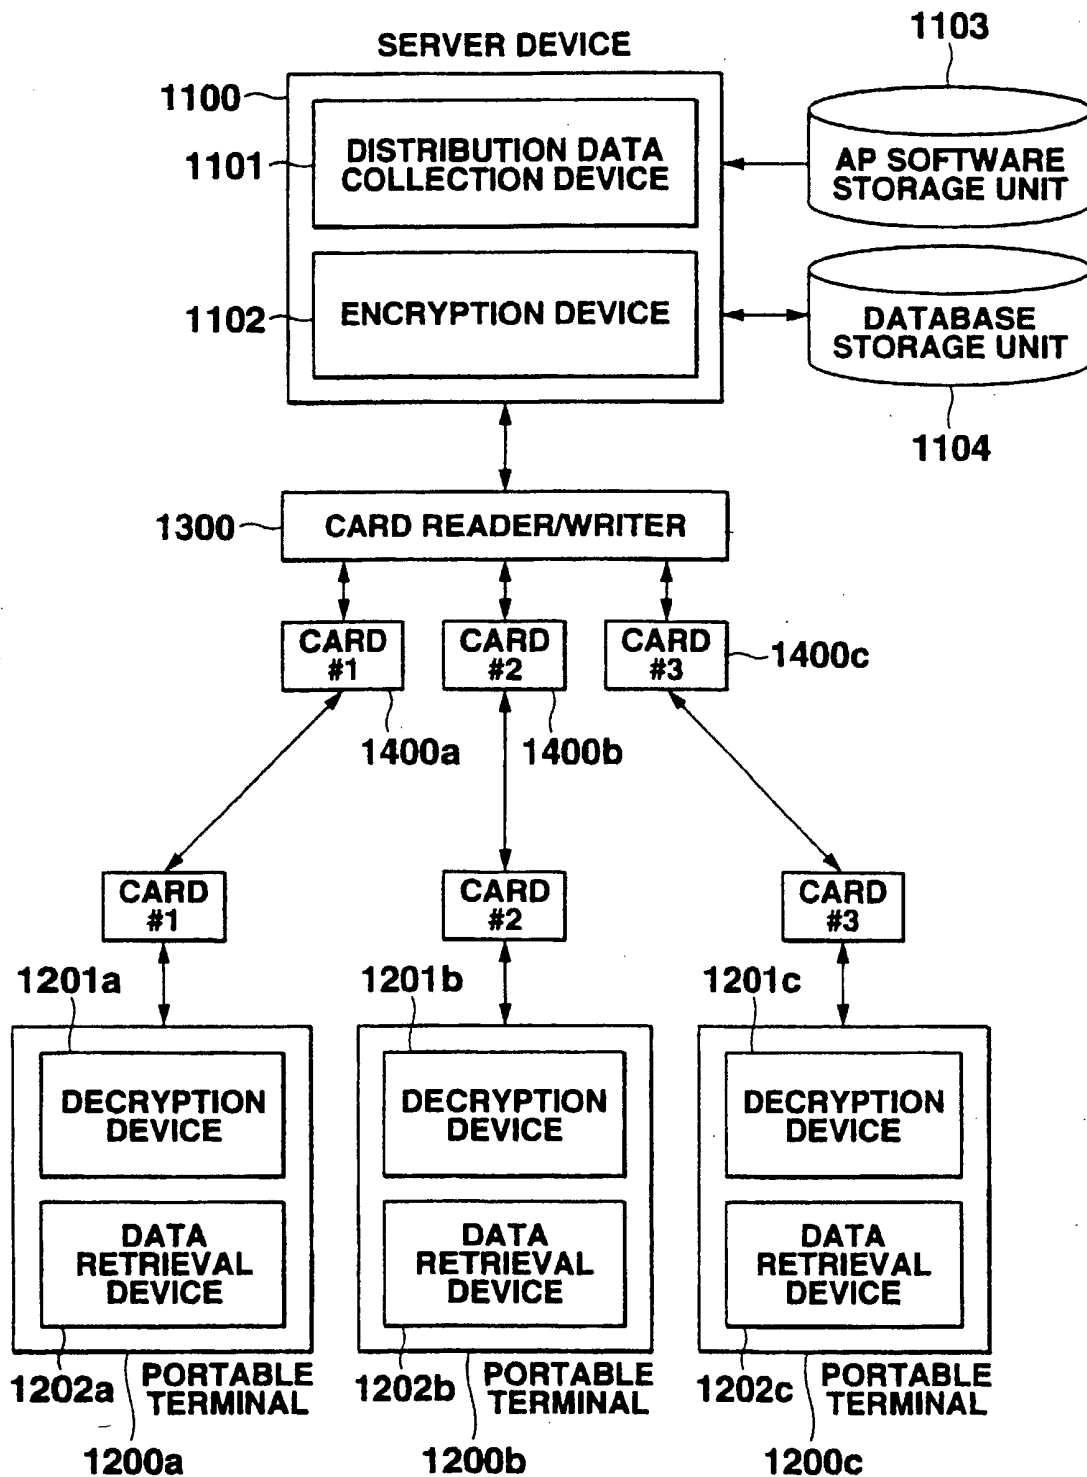 1103
SERVER DEVICE
1100
1101
DISTRIBUTION DATA
COLLECTION DEVICE
AP SOFTWARE
STORAGE UNIT
1102
ENCRYPTION DEVICE
DATABASE
STORAGE UNIT
1104
1300
CARD READER/WRITER
CARD
#1
CARD
#2
CARD
#3
1400c
1400a
1400b
CARD
#1
CARD
#2
CARD
#3
1201a
1201b
1201c
DECRYPTION
DEVICE
DECRYPTION
DEVICE
DECRYPTION
DEVICE
DATA
RETRIEVAL
DEVICE
DATA
RETRIEVAL
DEVICE
DATA
RETRIEVAL
DEVICE
1202a
PORTABLE
TERMINAL
1202b
PORTABLE
TERMINAL
1202c
PORTABLE
TERMINAL
1200a
1200b
1200c